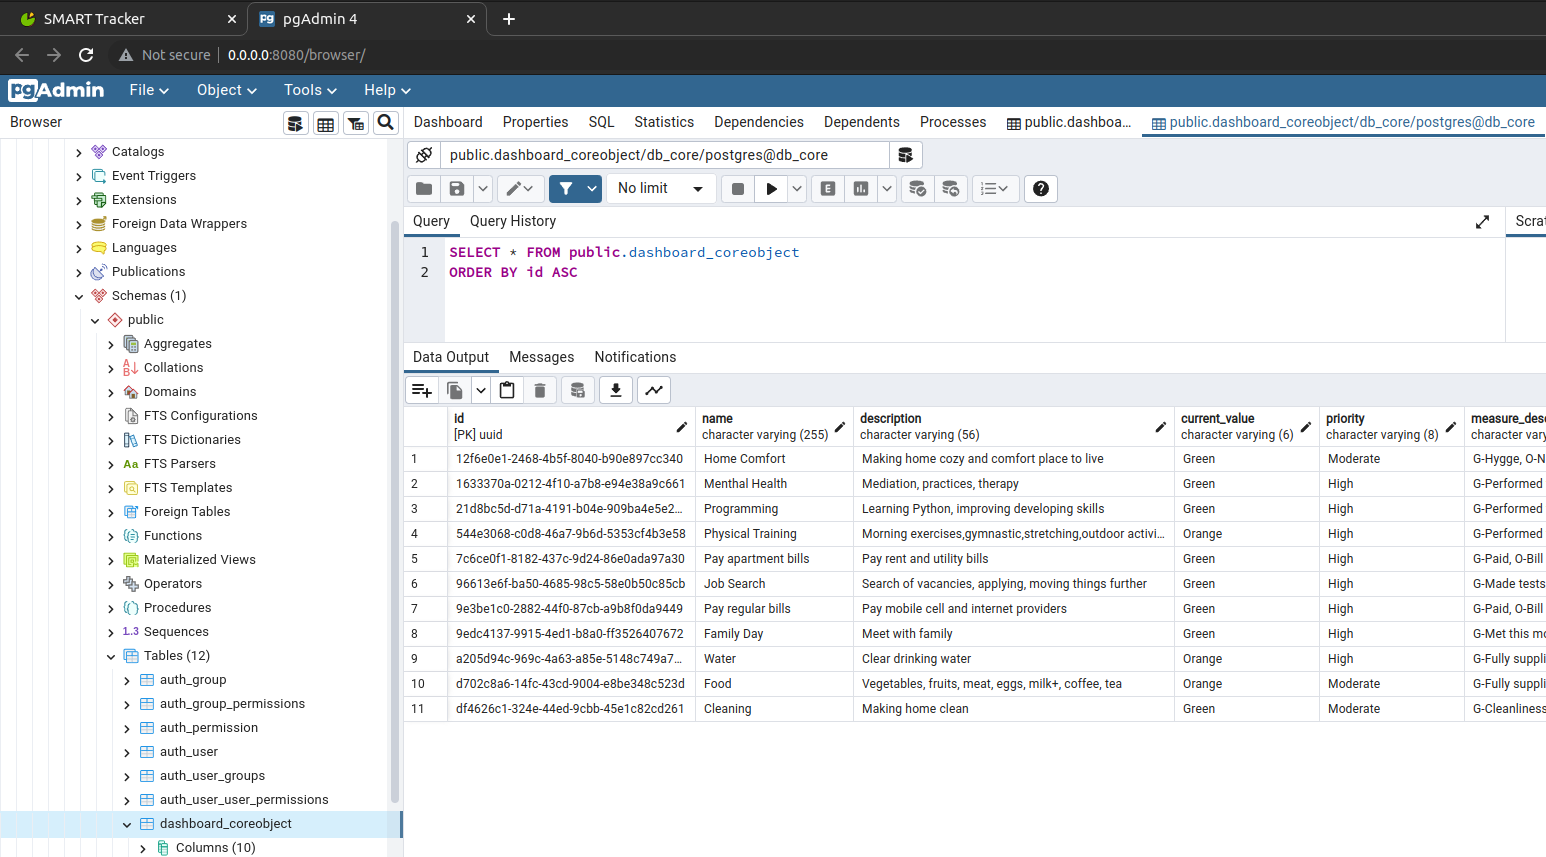 SMART Tracker
pgAdmin 4
Not secure 0.0.0.0:8080/browser/
pgAdmin File Object Tools Help
Browser
Dashboard Properties SQL Statistics Dependencies Dependents Processes public.dashboa... public.dashboard_coreobject/db_core/postgres@db_core
Catalogs
Event Triggers
Extensions
Foreign Data Wrappers
Languages
Publications
Schemas (1)
public
Aggregates
Collations
Domains
FTS Configurations
FTS Dictionaries
Aa FTS Parsers
FTS Templates
Foreign Tables
Functions
Materialized Views
Operators
Procedures
1..3 Sequences
Tables (12)
auth_group
auth_group_permissions
auth_permission
auth_user
auth_user_groups
auth_user_user_permissions
dashboard_coreobject
Columns (10)
public.dashboard_coreobject/db_core/postgres@db_core
No limit
E
Query Query History Scrat
1 SELECT * FROM public.dashboard_coreobject
2 ORDER BY id ASC
Data Output Messages Notifications
id name description current_value priority measure_desc
[PK] uuid character varying (255) character varying (56) character varying (6) character varying (8) character vary
1 12f6e0e1-2468-4b5f-8040-b90e897cc340 Home Comfort Making home cozy and comfort place to live Green Moderate G-Hygge, O-N
2 1633370a-0212-4f10-a7b8-e94e38a9c661 Menthal Health Mediation, practices, therapy Green High G-Performed
3 21d8bc5d-d71a-4191-b04e-909ba4e5e2... Programming Learning Python, improving developing skills Green High G-Performed
4 544e3068-c0d8-46a7-9b6d-5353cf4b3e58 Physical Training Morning exercises,gymnastic,stretching,outdoor activi... Orange High G-Performed
5 7c6ce0f1-8182-437c-9d24-86e0ada97a30 Pay apartment bills Pay rent and utility bills Green High G-Paid, O-Bill
6 96613e6f-ba50-4685-98c5-58e0b50c85cb Job Search Search of vacancies, applying, moving things further Green High G-Made tests
7 9e3be1c0-2882-44f0-87cb-a9b8f0da9449 Pay regular bills Pay mobile cell and internet providers Green High G-Paid, O-Bill
8 9edc4137-9915-4ed1-b8a0-ff3526407672 Family Day Meet with family Green High G-Met this mo
9 a205d94c-969c-4a63-a85e-5148c749a7... Water Clear drinking water Orange High G-Fully suppli
10 d702c8a6-14fc-43cd-9004-e8be348c523d Food Vegetables, fruits, meat, eggs, milk+, coffee, tea Orange Moderate G-Fully suppli
11 df4626c1-324e-44ed-9cbb-45e1c82cd261 Cleaning Making home clean Green Moderate G-Cleanliness